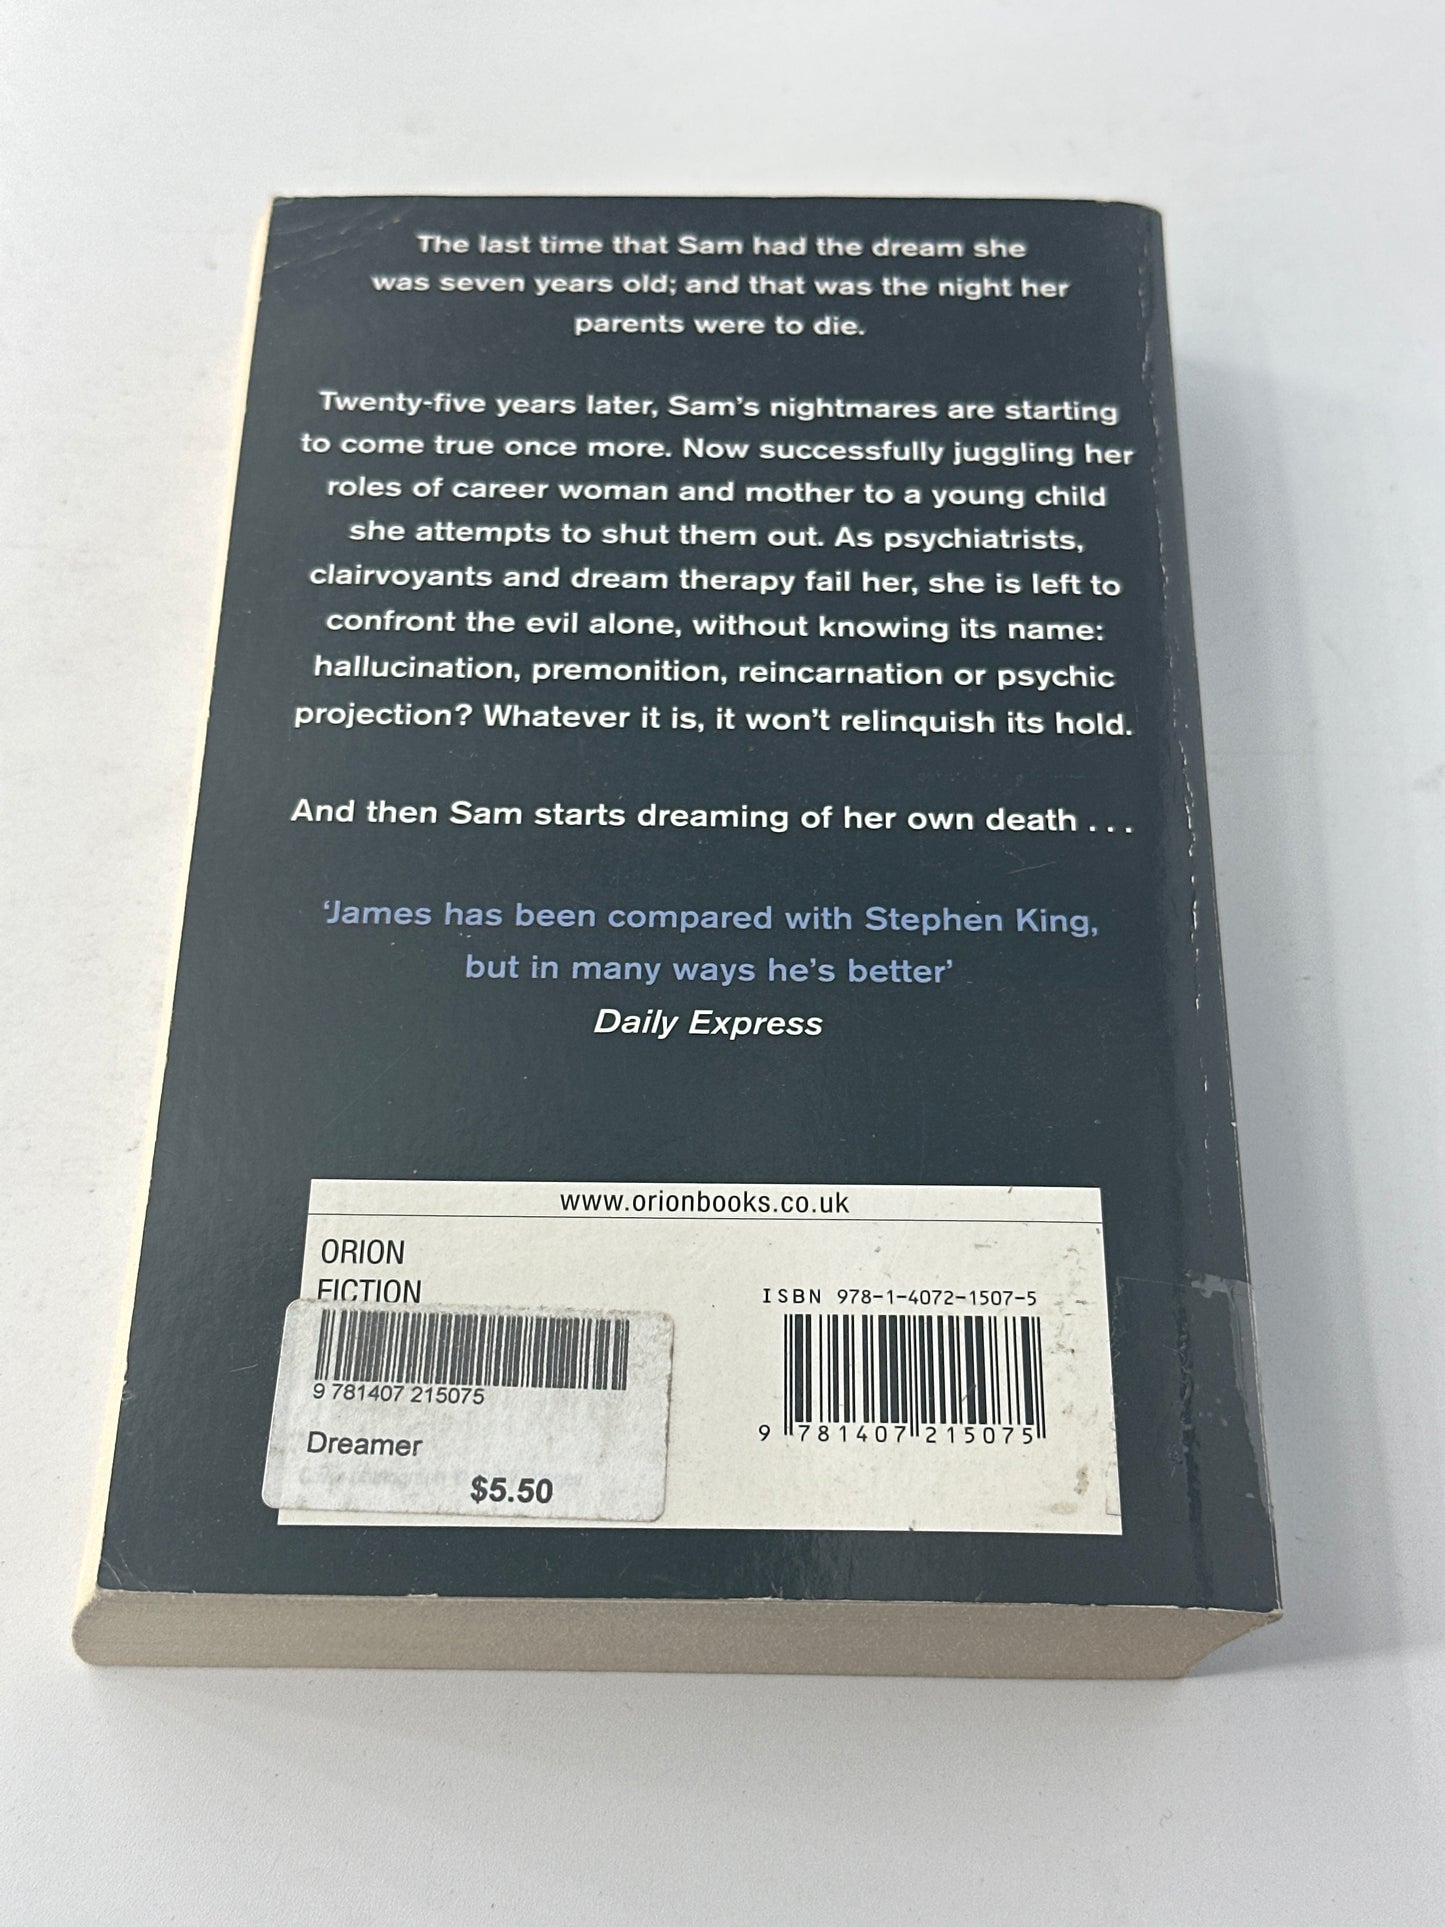 The last time that Sam had the dream she
was seven years old; and that was the night her
parents were to die.
Twenty-five years later, Sam's nightmares are starting
to come true once more. Now successfully juggling her
roles of career woman and mother to a young child
she attempts to shut them out. As psychiatrists,
clairvoyants and dream therapy fail her, she is left to
confront the evil alone, without knowing its name:
hallucination, premonition, reincarnation or psychic
projection? Whatever it is, it won't relinquish its hold.
And then Sam starts dreaming of her own death . . .
'James has been compared with Stephen King,
but in many ways he's better'
Daily Express
www.orionbooks.co.uk
ORION
FICTION
9 781407 215075
Dreamer
$5.50
ISBN 978-1-4072-1507-5
9 781407 215075